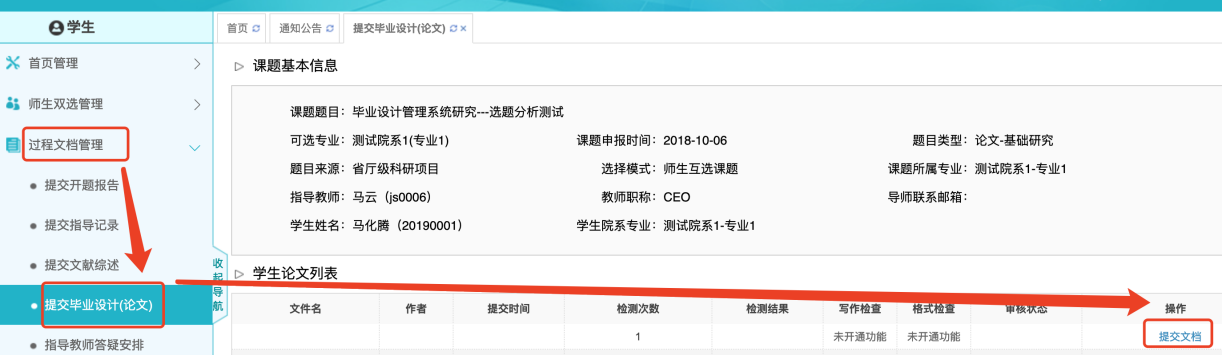 学生
首页
通知公告
提交毕业设计(论文)
首页管理
师生双选管理
过程文档管理
提交开题报告
提交指导记录
提交文献综述
提交毕业设计(论文)
指导教师答疑安排
收起导航
课题基本信息
课题题目：毕业设计管理系统研究---选题分析测试
可选专业：测试院系1(专业1) 课题申报时间：2018-10-06 题目类型：论文-基础研究
题目来源：省厅级科研项目 选择模式：师生互选课题 课题所属专业：测试院系1-专业1
指导教师：马云（js0006） 教师职称：CEO 导师联系邮箱：
学生姓名：马化腾（20190001） 学生院系专业：测试院系1-专业1
学生论文列表
文件名 作者 提交时间 检测次数 检测结果 写作检查 格式检查 审核状态 操作
1 未开通功能 未开通功能 提交文档